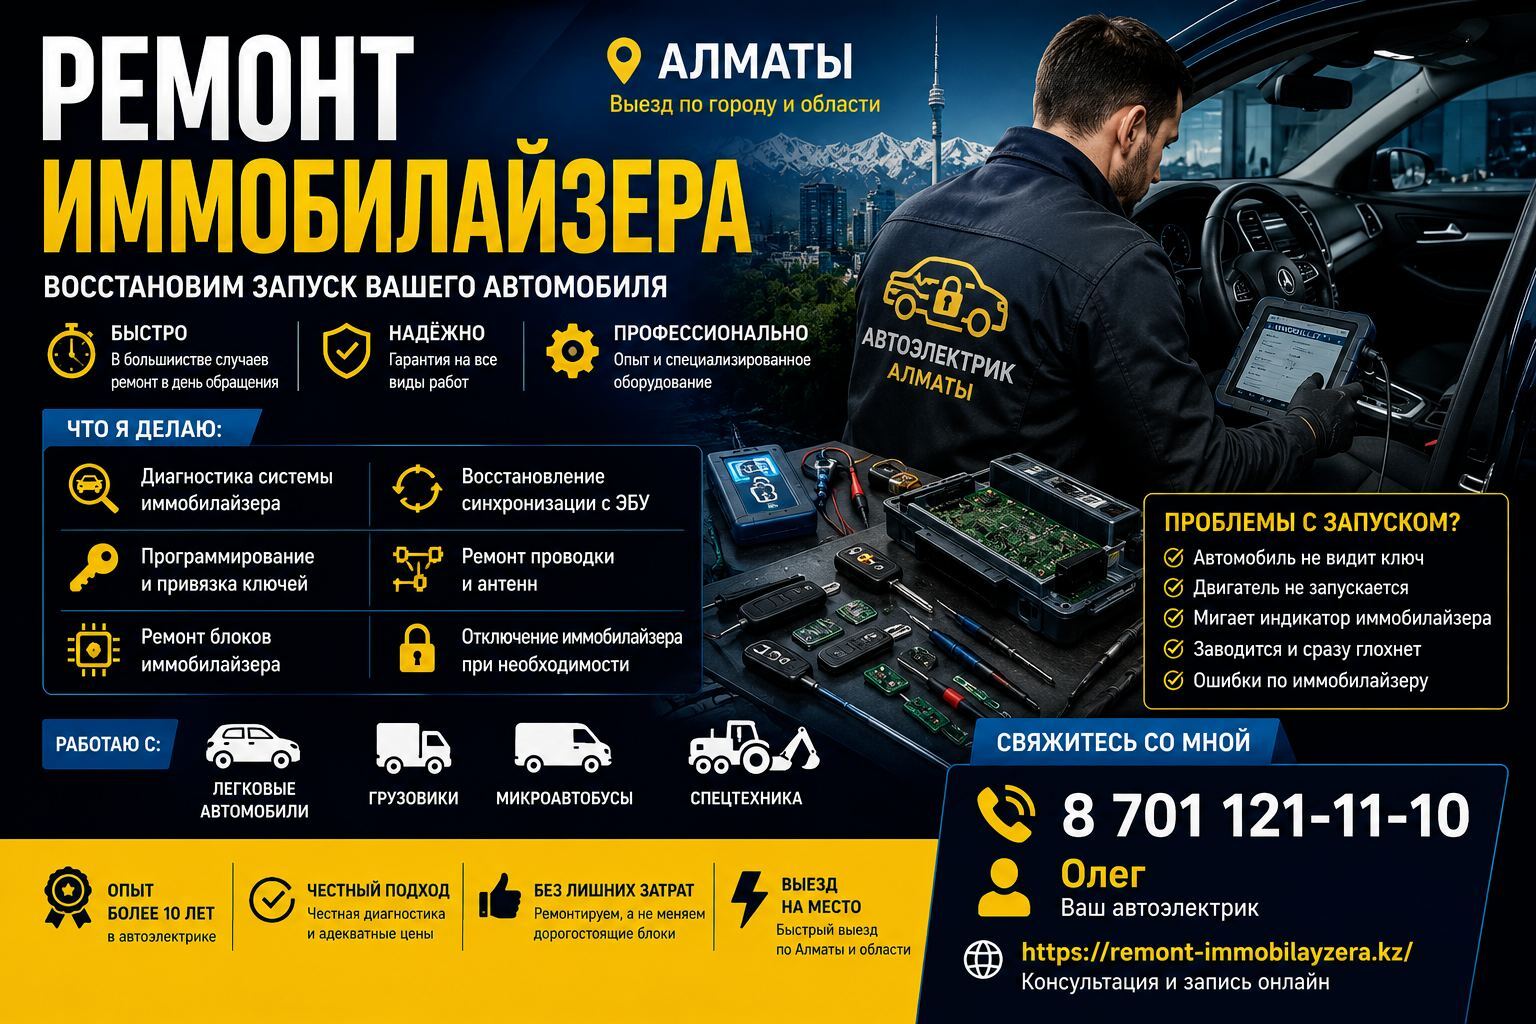 РЕМОНТ
ИММОБИЛАЙЗЕРА
ВОССТАНОВИМ ЗАПУСК ВАШЕГО АВТОМОБИЛЯ
АЛМАТЫ
Выезд по городу и области
БЫСТРО
В большинстве случаев
ремонт в день обращения
НАДЁЖНО
Гарантия на все
виды работ
ПРОФЕССИОНАЛЬНО
Опыт и специализированное
оборудование
АВТОЭЛЕКТРИК
АЛМАТЫ
ЧТО Я ДЕЛАЮ:
Диагностика системы
иммобилайзера
Восстановление
синхронизации с ЭБУ
Программирование
и привязка ключей
Ремонт проводки
и антенн
Ремонт блоков
иммобилайзера
Отключение иммобилайзера
при необходимости
ПРОБЛЕМЫ С ЗАПУСКОМ?
Автомобиль не видит ключ
Двигатель не запускается
Мигает индикатор иммобилайзера
Заводится и сразу глохнет
Ошибки по иммобилайзеру
РАБОТАЮ С:
ЛЕГКОВЫЕ
АВТОМОБИЛИ
ГРУЗОВИКИ
МИКРОАВТОБУСЫ
СПЕЦТЕХНИКА
СВЯЖИТЕСЬ СО МНОЙ
8 701 121-11-10
Олег
Ваш автоэлектрик
https://remont-immobilayzera.kz/
Консультация и запись онлайн
ОПЫТ
БОЛЕЕ 10 ЛЕТ
в автоэлектрике
ЧЕСТНЫЙ ПОДХОД
Честная диагностика
и адекватные цены
БЕЗ ЛИШНИХ ЗАТРАТ
Ремонтируем, а не меняем
дорогостоящие блоки
ВЫЕЗД
НА МЕСТО
Быстрый выезд
по Алматы и области